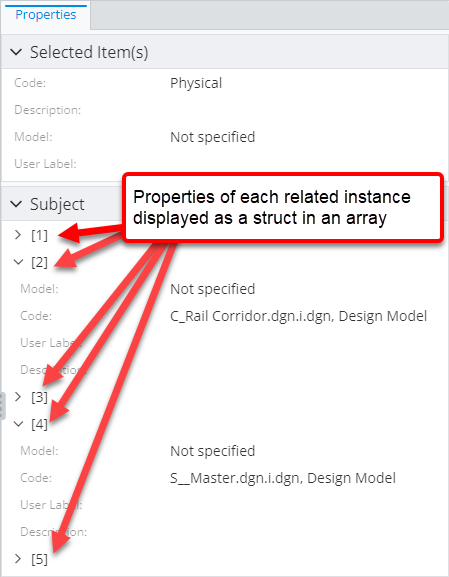 Properties
Selected Item(s)
Code: Physical
Description:
Model: Not specified
User Label:
Subject
Properties of each related instance
displayed as a struct in an array
[1]
[2]
Model: Not specified
Code: C_Rail Corridor.dgn.i.dgn, Design Model
User Label:
Description:
[3]
[4]
Model: Not specified
Code: S__Master.dgn.i.dgn, Design Model
User Label:
Description:
[5]